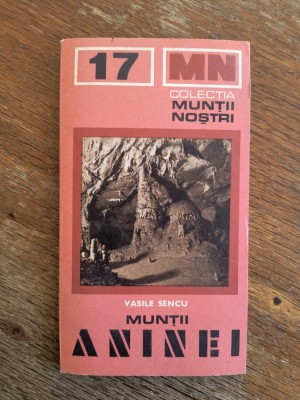 17 MN
COLECȚIA
MUNȚII
NOȘTRI
VASILE SENCU
MUNȚII
ANINEI